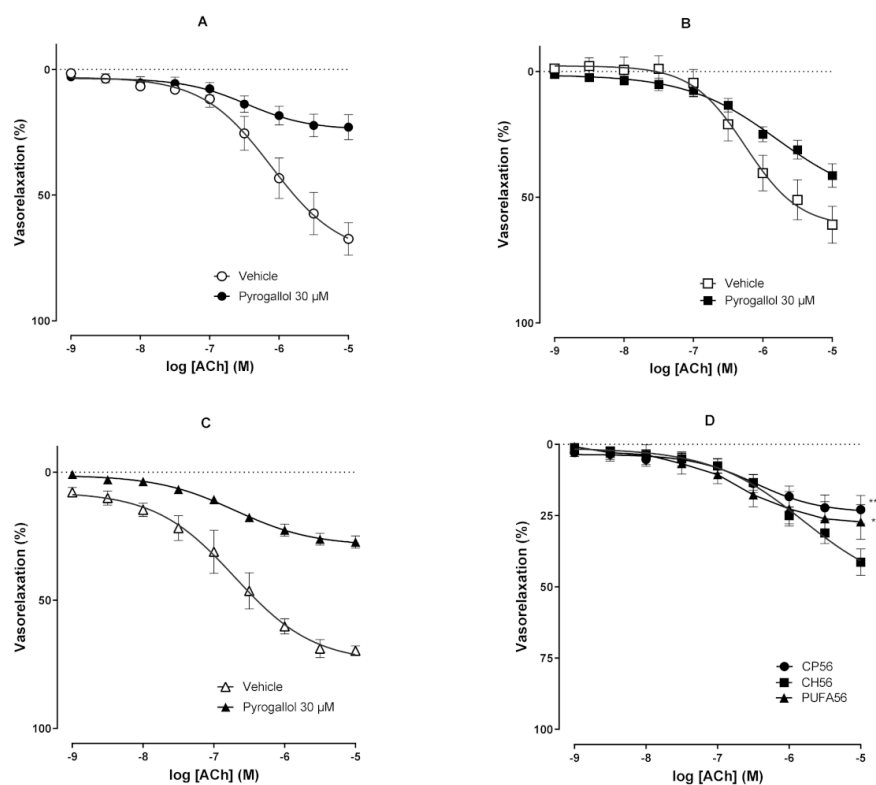 A
Vasorelaxation (%)
0
50
100
Vehicle
Pyrogallol 30 µM
-9 -8 -7 -6 -5
log [ACh] (M)
B
Vasorelaxation (%)
0
50
100
Vehicle
Pyrogallol 30 µM
-9 -8 -7 -6 -5
log [ACh] (M)
C
Vasorelaxation (%)
0
50
100
Vehicle
Pyrogallol 30 µM
-9 -8 -7 -6 -5
log [ACh] (M)
D
Vasorelaxation (%)
0
25
50
75
100
**
*
CP56
CH56
PUFA56
-9 -8 -7 -6 -5
log [ACh] (M)